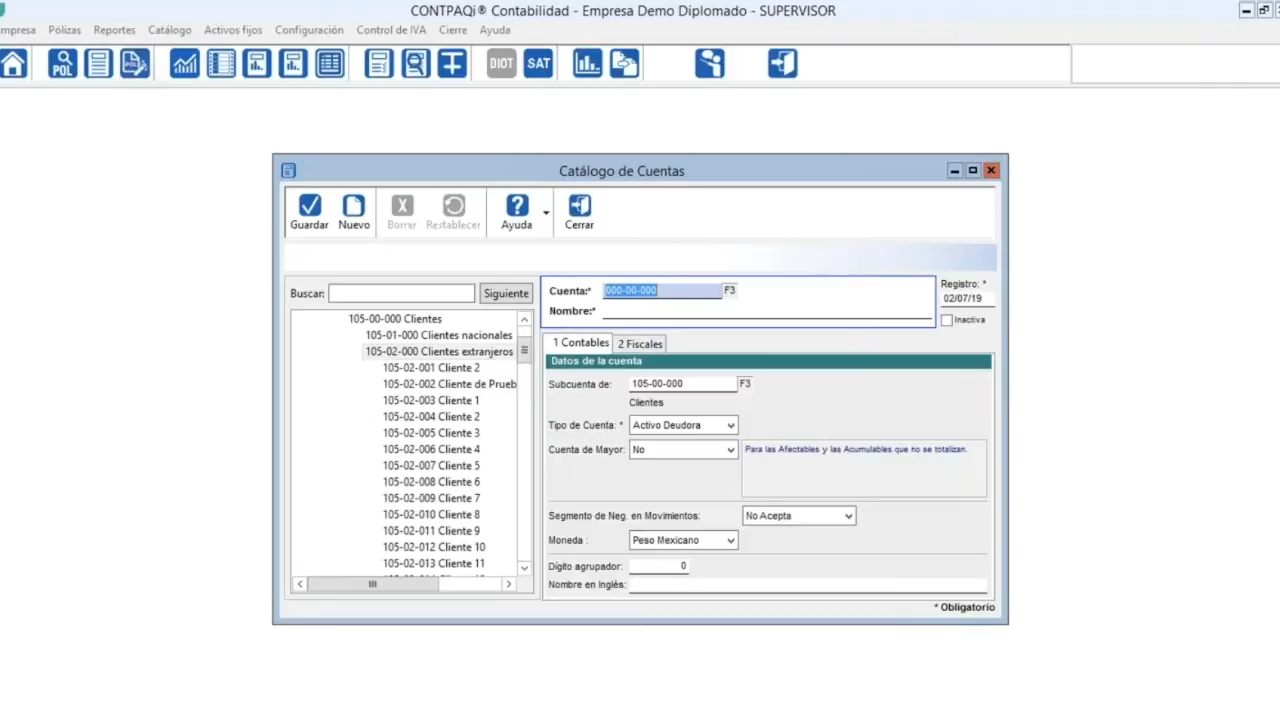 CONTPAQi® Contabilidad - Empresa Demo Diplomado - SUPERVISOR
mpresa Pólizas Reportes Catálogo Activos fijos Configuración Control de IVA Cierre Ayuda
POL DIOT SAT
Catálogo de Cuentas
Guardar Nuevo Borrar Restablecer Ayuda Cerrar
Buscar: Siguiente
105-00-000 Clientes
105-01-000 Clientes nacionales
105-02-000 Clientes extranjeros
105-02-001 Cliente 2
105-02-002 Cliente de Prueb
105-02-003 Cliente 1
105-02-004 Cliente 2
105-02-005 Cliente 3
105-02-006 Cliente 4
105-02-007 Cliente 5
105-02-008 Cliente 6
105-02-009 Cliente 7
105-02-010 Cliente 8
105-02-011 Cliente 9
105-02-012 Cliente 10
105-02-013 Cliente 11
Cuenta:* 000-00-000 F3
Nombre:*
Registro: *
02/07/19
Inactiva
1 Contables 2 Fiscales
Datos de la cuenta
Subcuenta de: 105-00-000 F3
Clientes
Tipo de Cuenta: * Activo Deudora
Cuenta de Mayor: No Para las Afectables y las Acumulables que no se totalizan.
Segmento de Neg. en Movimientos: No Acepta
Moneda : Peso Mexicano
Dígito agrupador: 0
Nombre en Inglés:
* Obligatorio